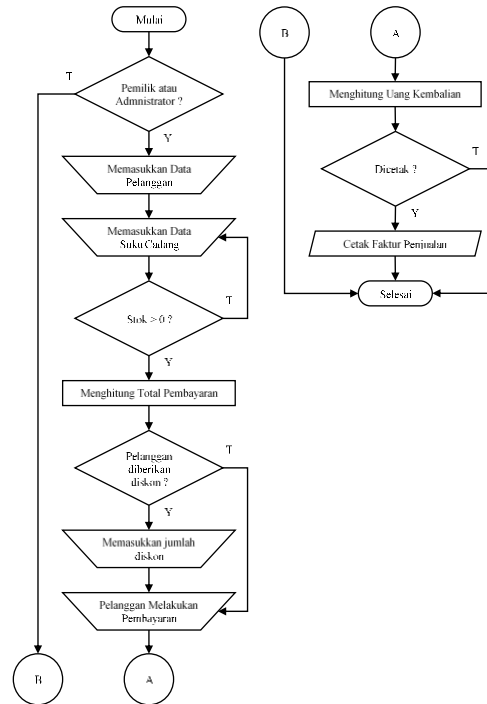 Mulai
T
Pemilik atau
Admnistrator ?
Y
Memasukkan Data
Pelanggan
Memasukkan Data
Suku Cadang
T
Stok > 0 ?
Y
Menghitung Total Pembayaran
T
Pelanggan
diberikan
diskon ?
Y
Memasukkan jumlah
diskon
Pelanggan Melakukan
Pembayaran
B
A
B
A
Menghitung Uang Kembalian
T
Dicetak ?
Y
Cetak Faktur Penjualan
Selesai